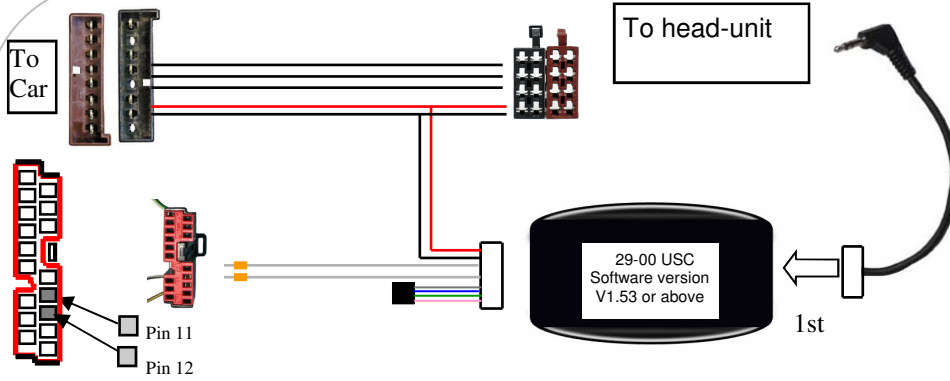 To
Car
To head-unit
29-00 USC
Software version
V1.53 or above
1st
Pin 11
Pin 12